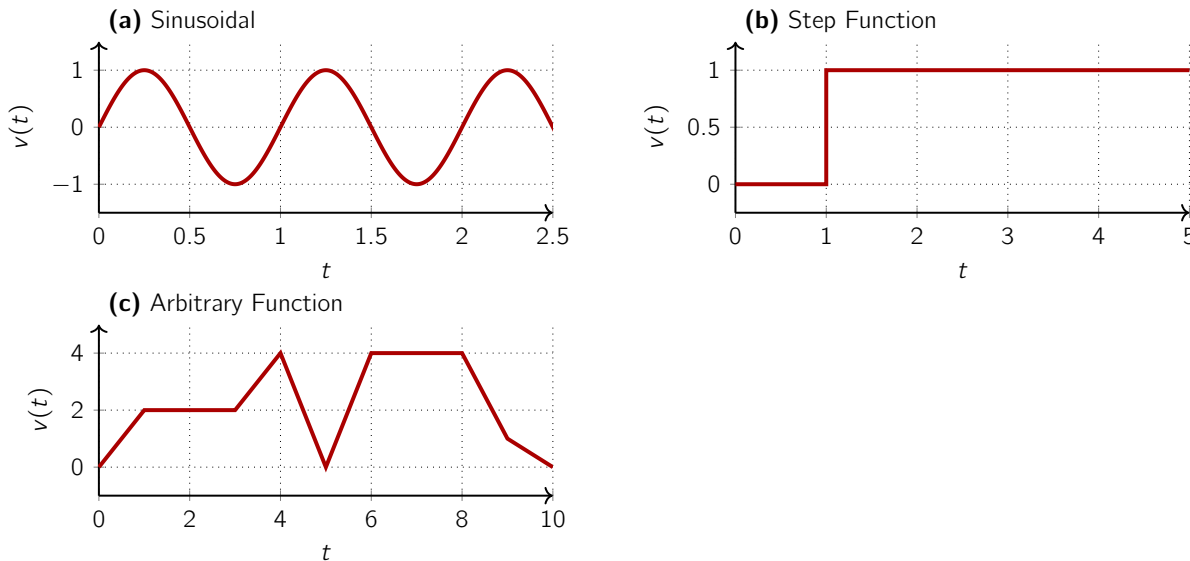 (a) Sinusoidal
1
0
−1
v(t)
0 0.5 1 1.5 2 2.5
t
(b) Step Function
1
0.5
0
v(t)
0 1 2 3 4 5
t
(c) Arbitrary Function
4
2
0
v(t)
0 2 4 6 8 10
t